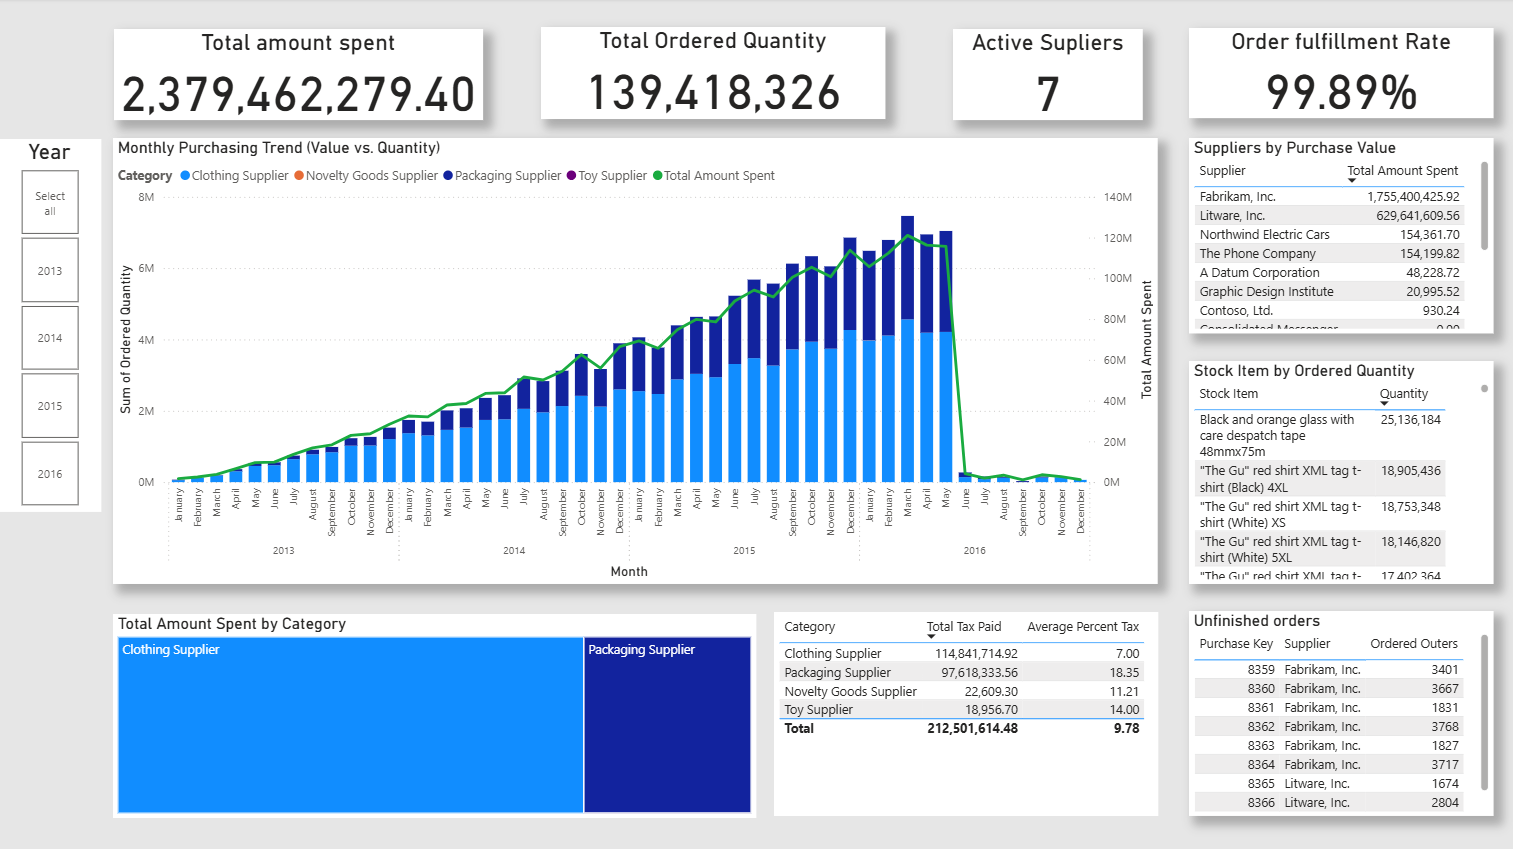 Total amount spent
2,379,462,279.40
Total Ordered Quantity
139,418,326
Active Supliers
7
Order fulfillment Rate
99.89%
Year
Select
all
2013
2014
2015
2016
Monthly Purchasing Trend (Value vs. Quantity)
Category Clothing Supplier Novelty Goods Supplier Packaging Supplier Toy Supplier Total Amount Spent
Sum of Ordered Quantity
8M
6M
4M
2M
0M
140M
120M
100M
80M
60M
40M
20M
0M
Total Amount Spent
January February March April May June July August September October November December January February March April May June July August September October November December January February March April May June July August September October November December January February March April May June July August September October November December
2013 2014 2015 2016
Month
Suppliers by Purchase Value
Supplier Total Amount Spent
Fabrikam, Inc. 1,755,400,425.92
Litware, Inc. 629,641,609.56
Northwind Electric Cars 154,361.70
The Phone Company 154,199.82
A Datum Corporation 48,228.72
Graphic Design Institute 20,995.52
Contoso, Ltd. 930.24
Consolidated Messenger 0.00
Stock Item by Ordered Quantity
Stock Item Quantity
Black and orange glass with 25,136,184
care despatch tape
48mmx75m
"The Gu" red shirt XML tag t- 18,905,436
shirt (Black) 4XL
"The Gu" red shirt XML tag t- 18,753,348
shirt (White) XS
"The Gu" red shirt XML tag t- 18,146,820
shirt (White) 5XL
"The Gu" red shirt XML tag t- 17,402,364
Total Amount Spent by Category
Clothing Supplier
Packaging Supplier
Category Total Tax Paid Average Percent Tax
Clothing Supplier 114,841,714.92 7.00
Packaging Supplier 97,618,333.56 18.35
Novelty Goods Supplier 22,609.30 11.21
Toy Supplier 18,956.70 14.00
Total 212,501,614.48 9.78
Unfinished orders
Purchase Key Supplier Ordered Outers
8359 Fabrikam, Inc. 3401
8360 Fabrikam, Inc. 3667
8361 Fabrikam, Inc. 1831
8362 Fabrikam, Inc. 3768
8363 Fabrikam, Inc. 1827
8364 Fabrikam, Inc. 3717
8365 Litware, Inc. 1674
8366 Litware, Inc. 2804